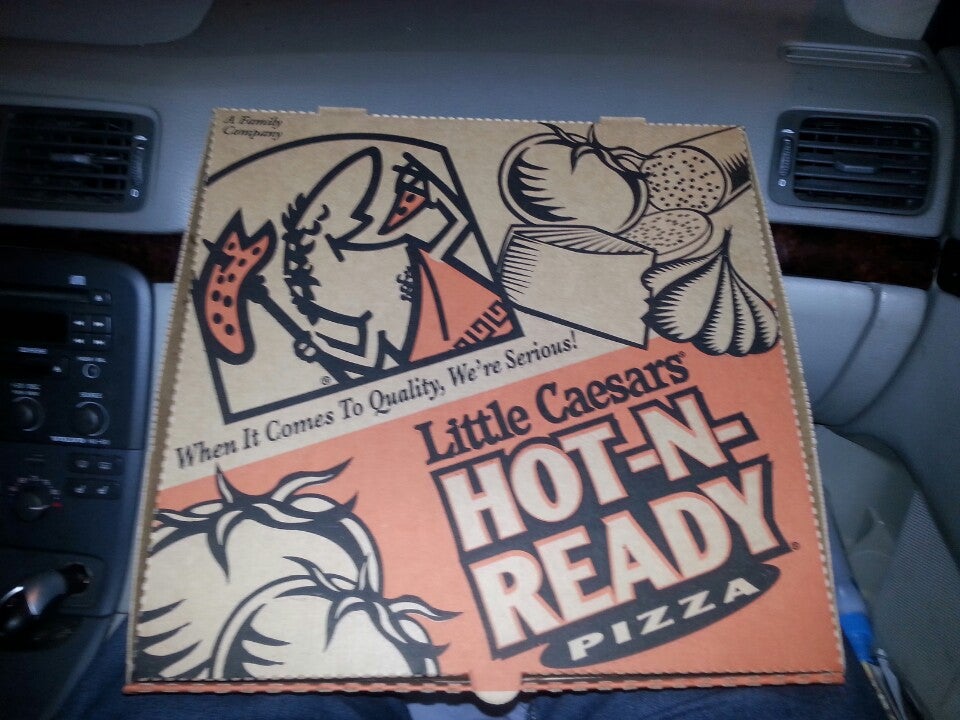 A Family
Company
®
When It Comes To Quality, We're Serious!
Little Caesars®
HOT-N-
READY®
PIZZA